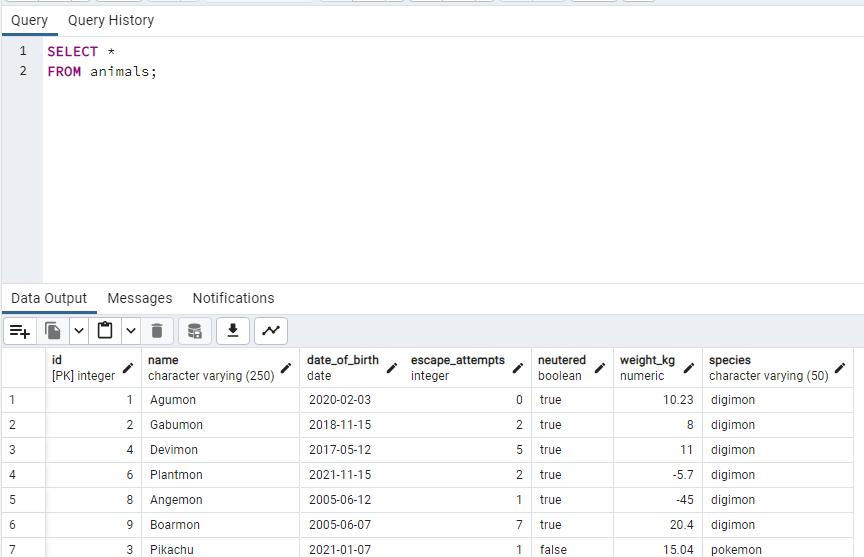 Query Query History
1 SELECT *
2 FROM animals;
Data Output Messages Notifications
id name date_of_birth escape_attempts neutered weight_kg species
[PK] integer character varying (250) date integer boolean numeric character varying (50)
1 1 Agumon 2020-02-03 0 true 10.23 digimon
2 2 Gabumon 2018-11-15 2 true 8 digimon
3 4 Devimon 2017-05-12 5 true 11 digimon
4 6 Plantmon 2021-11-15 2 true -5.7 digimon
5 8 Angemon 2005-06-12 1 true -45 digimon
6 9 Boarmon 2005-06-07 7 true 20.4 digimon
7 3 Pikachu 2021-01-07 1 false 15.04 pokemon